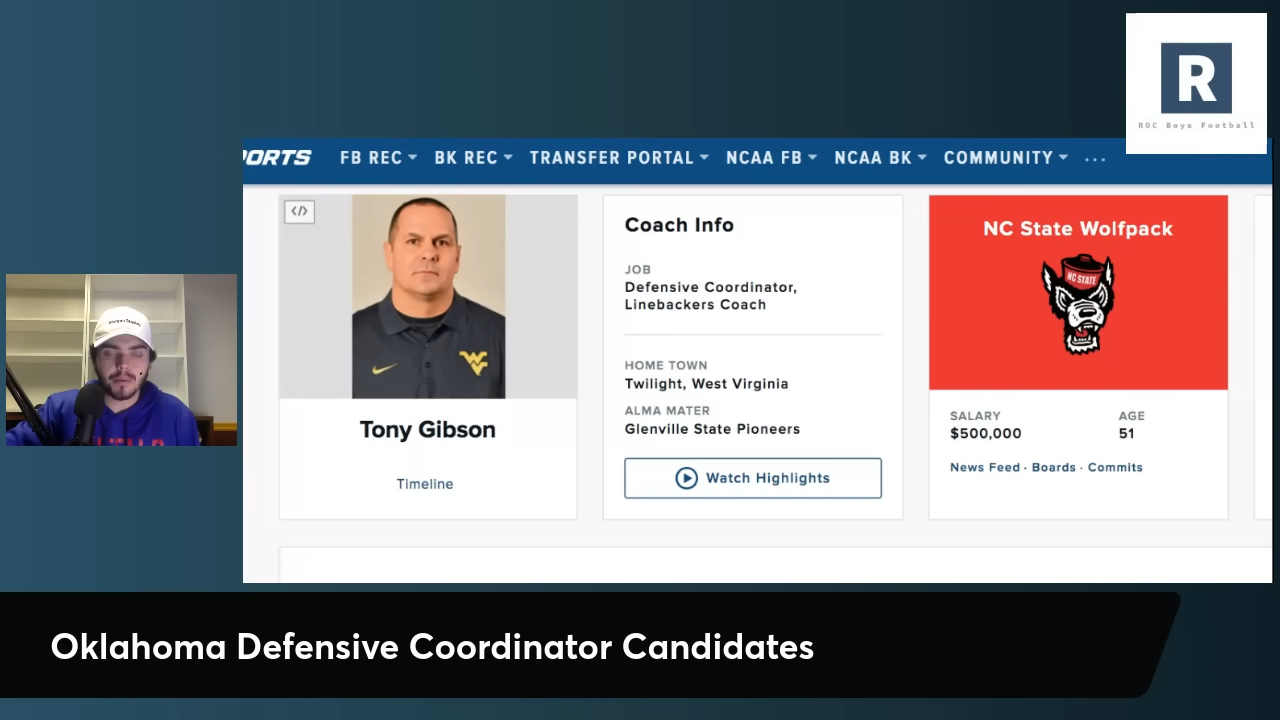 R
ROC Boys Football
ORTS FB REC BK REC TRANSFER PORTAL NCAA FB NCAA BK COMMUNITY ...
</>
Tony Gibson
Timeline
Coach Info
JOB
Defensive Coordinator,
Linebackers Coach
HOME TOWN
Twilight, West Virginia
ALMA MATER
Glenville State Pioneers
Watch Highlights
NC State Wolfpack
NC STATE
SALARY AGE
$500,000 51
News Feed · Boards · Commits
Oklahoma Defensive Coordinator Candidates